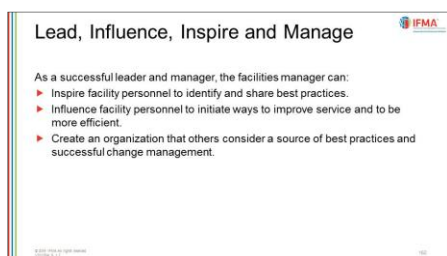 Lead, Influence, Inspire and Manage
IFMA
As a successful leader and manager, the facilities manager can:
Inspire facility personnel to identify and share best practices.
Influence facility personnel to initiate ways to improve service and to be
more efficient.
Create an organization that others consider a source of best practices and
successful change management.